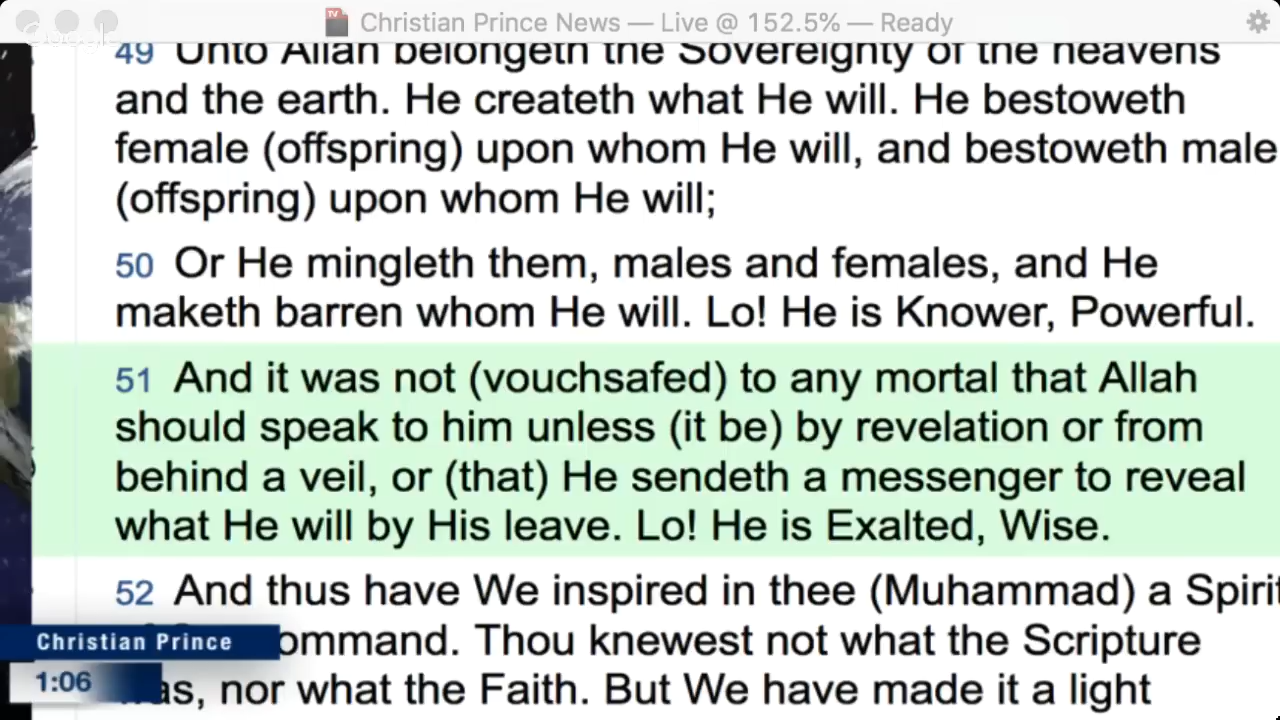 Christian Prince News — Live @ 152.5% — Ready
Google
49 Unto Allah belongeth the Sovereignty of the heavens
and the earth. He createth what He will. He bestoweth
female (offspring) upon whom He will, and bestoweth male
(offspring) upon whom He will;
50 Or He mingleth them, males and females, and He
maketh barren whom He will. Lo! He is Knower, Powerful.
51 And it was not (vouchsafed) to any mortal that Allah
should speak to him unless (it be) by revelation or from
behind a veil, or (that) He sendeth a messenger to reveal
what He will by His leave. Lo! He is Exalted, Wise.
52 And thus have We inspired in thee (Muhammad) a Spirit
ommand. Thou knewest not what the Scripture
as, nor what the Faith. But We have made it a light
Christian Prince
1:06